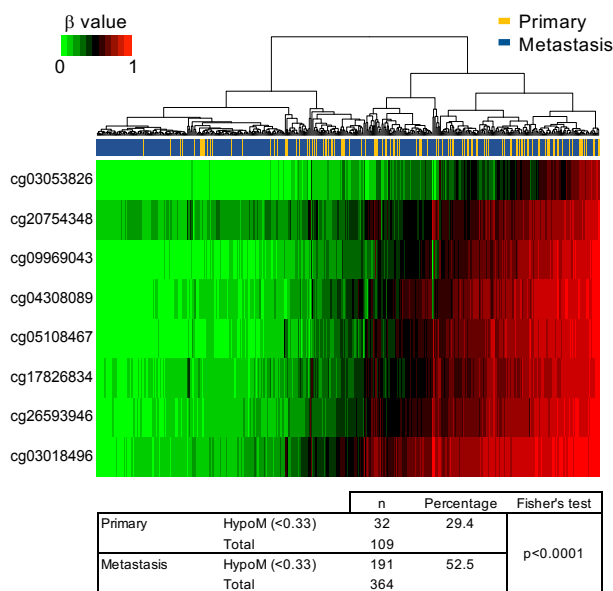 β value
0 1
Primary
Metastasis
cg03053826
cg20754348
cg09969043
cg04308089
cg05108467
cg17826834
cg26593946
cg03018496
n Percentage Fisher's test
Primary HypoM (<0.33) 32 29.4
Total 109
p<0.0001
Metastasis HypoM (<0.33) 191 52.5
Total 364